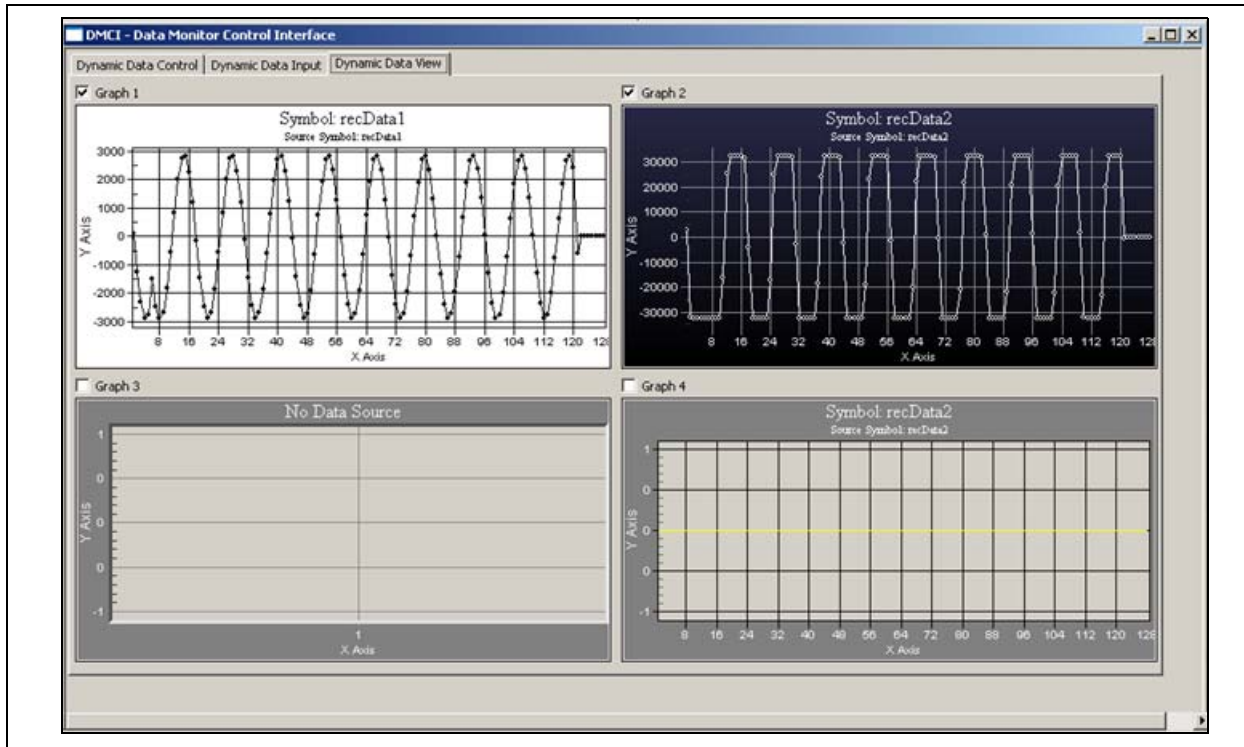 DMCI - Data Monitor Control Interface
Dynamic Data Control
Dynamic Data Input
Dynamic Data View
Graph 1
Symbol: recData1
Source Symbol: recData1
3000
2000
1000
0
-1000
-2000
-3000
Y Axis
8 16 24 32 40 48 56 64 72 80 88 96 104 112 120 128
X Axis
Graph 2
Symbol: recData2
Source Symbol: recData2
30000
20000
10000
0
-10000
-20000
-30000
Y Axis
8 16 24 32 40 48 56 64 72 80 88 96 104 112 120 128
X Axis
Graph 3
No Data Source
1
0
0
0
-1
Y Axis
1
X Axis
Graph 4
Symbol: recData2
Source Symbol: recData2
1
0
0
0
-1
Y Axis
8 16 24 32 40 48 56 64 72 80 88 96 104 112 120 128
X Axis